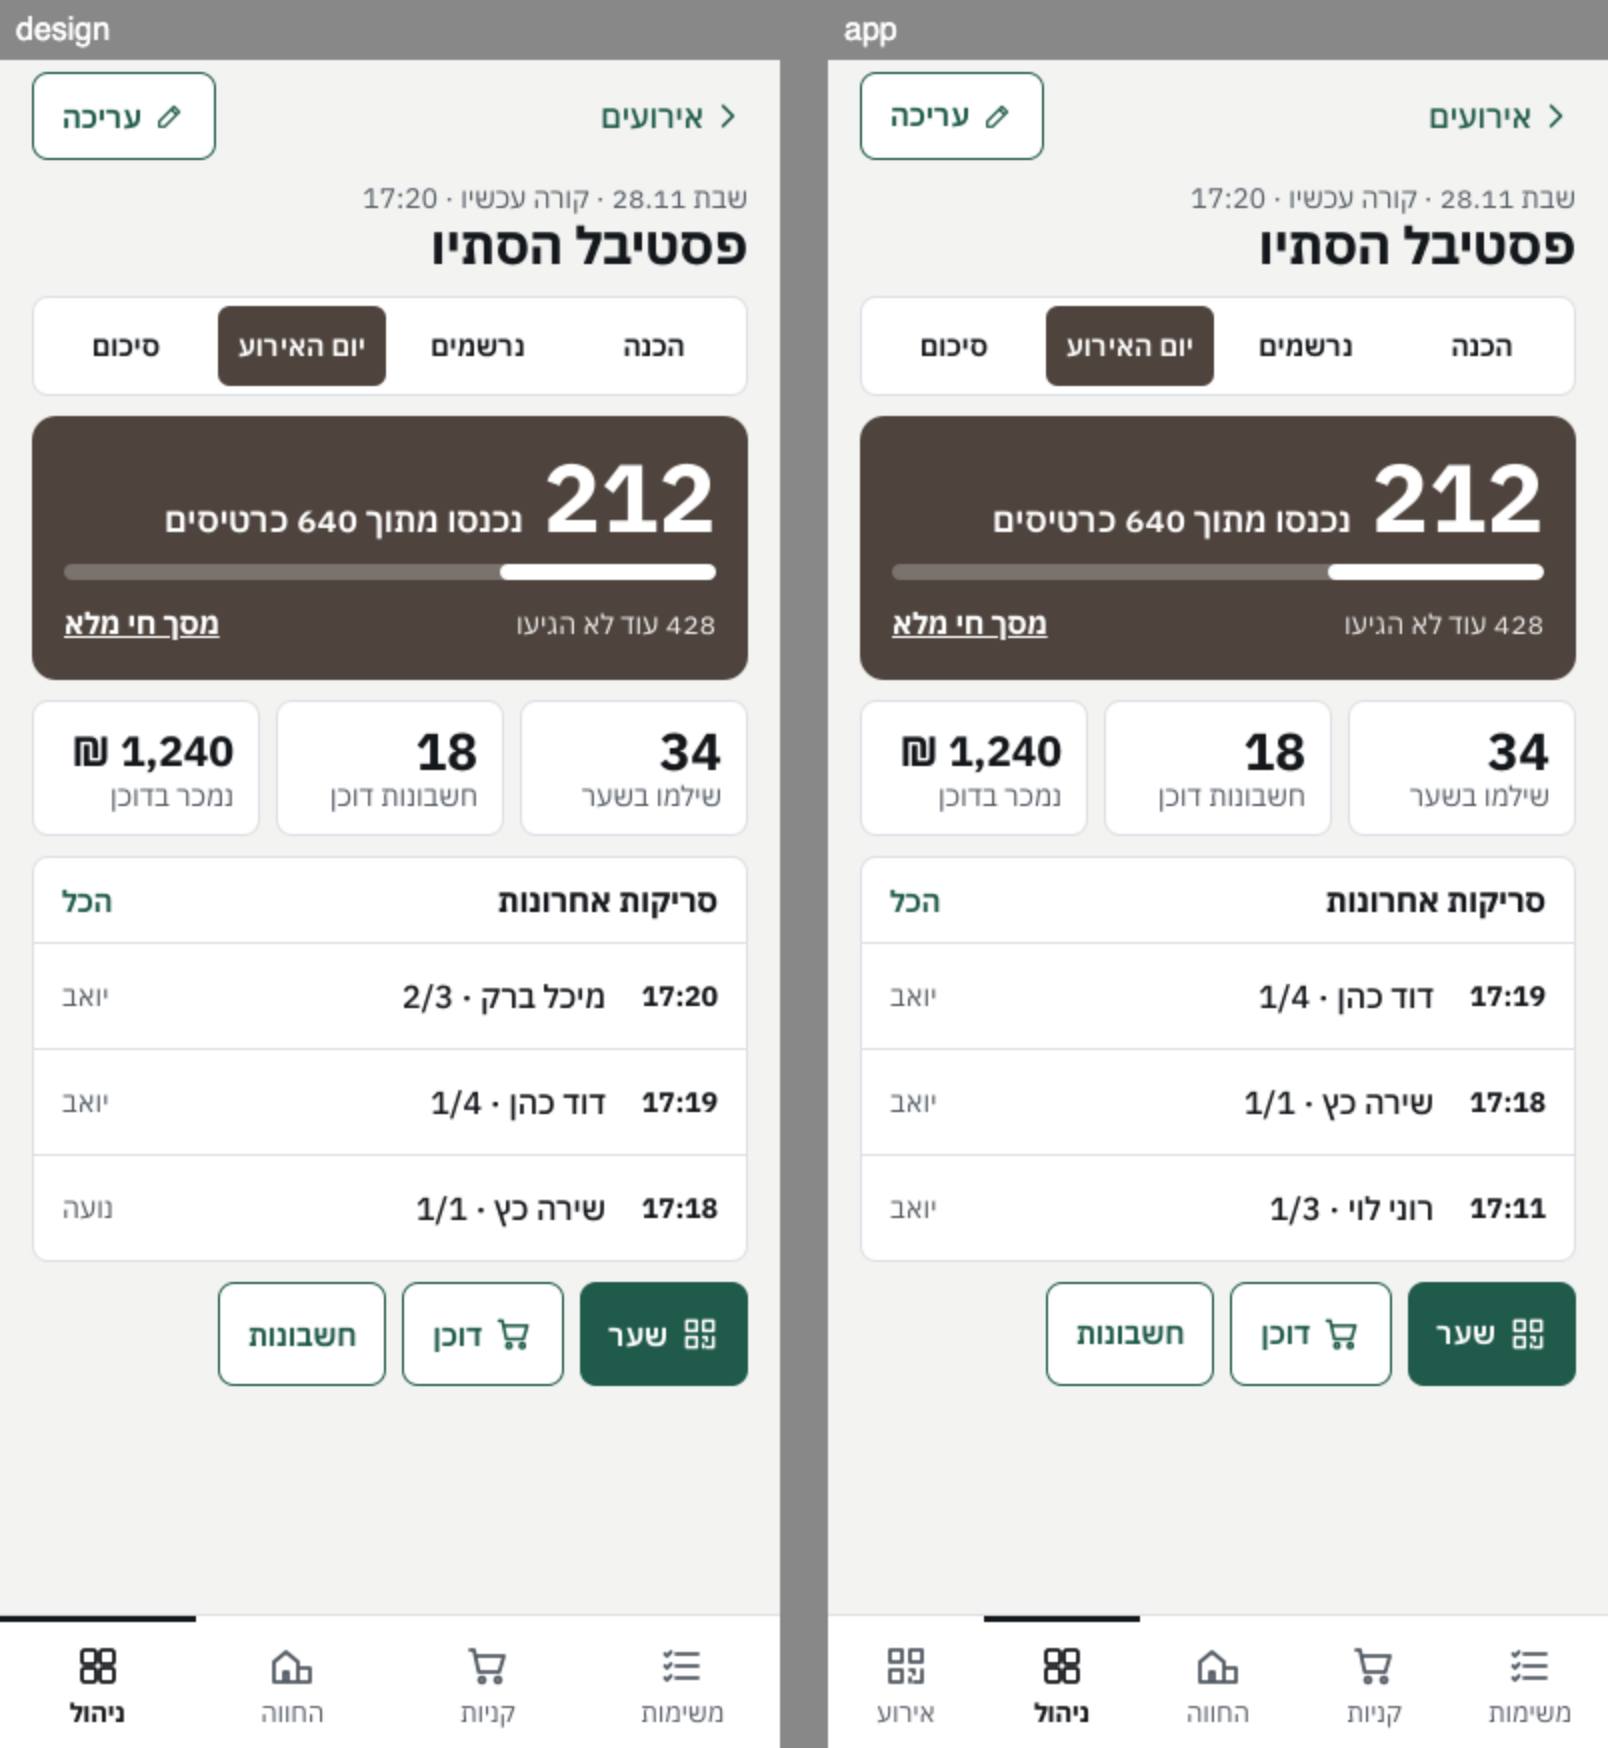 design
אירועים
עריכה
שבת 28.11 · קורה עכשיו · 17:20
פסטיבל הסתיו
הכנה נרשמים יום האירוע סיכום
212 נכנסו מתוך 640 כרטיסים
428 עוד לא הגיעו מסך חי מלא
34 18 1,240 ₪
שילמו בשער חשבונות דוכן נמכר בדוכן
סריקות אחרונות הכל
17:20 מיכל ברק · 2/3 יואב
17:19 דוד כהן · 1/4 יואב
17:18 שירה כץ · 1/1 נועה
שער דוכן חשבונות
משימות קניות החווה ניהול
app
אירועים
עריכה
שבת 28.11 · קורה עכשיו · 17:20
פסטיבל הסתיו
הכנה נרשמים יום האירוע סיכום
212 נכנסו מתוך 640 כרטיסים
428 עוד לא הגיעו מסך חי מלא
34 18 1,240 ₪
שילמו בשער חשבונות דוכן נמכר בדוכן
סריקות אחרונות הכל
17:19 דוד כהן · 1/4 יואב
17:18 שירה כץ · 1/1 יואב
17:11 רוני לוי · 1/3 יואב
שער דוכן חשבונות
משימות קניות החווה ניהול אירוע